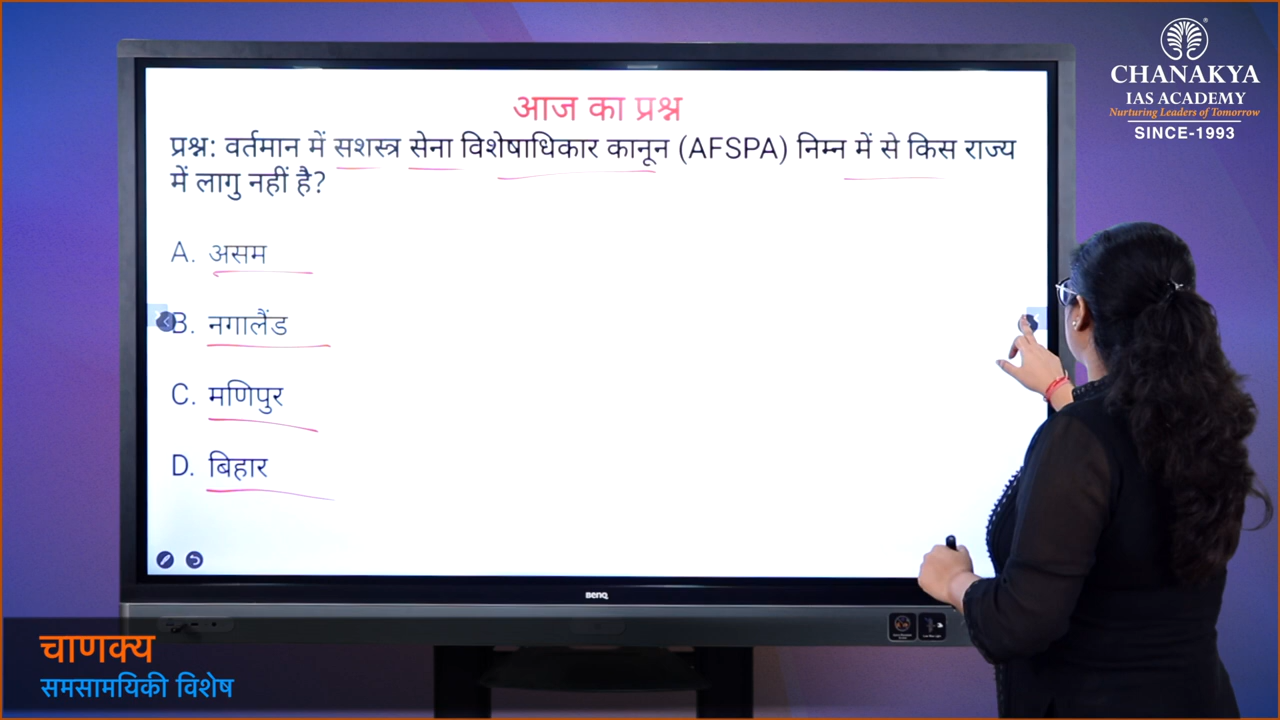 CHANAKYA
IAS ACADEMY
Nurturing Leaders of Tomorrow
SINCE-1993
आज का प्रश्न
प्रश्न: वर्तमान में सशस्त्र सेना विशेषाधिकार कानून (AFSPA) निम्न में से किस राज्य
में लागु नहीं है?
A. असम
B. नगालैंड
C. मणिपुर
D. बिहार
BenQ
चाणक्य
समसामयिकी विशेष